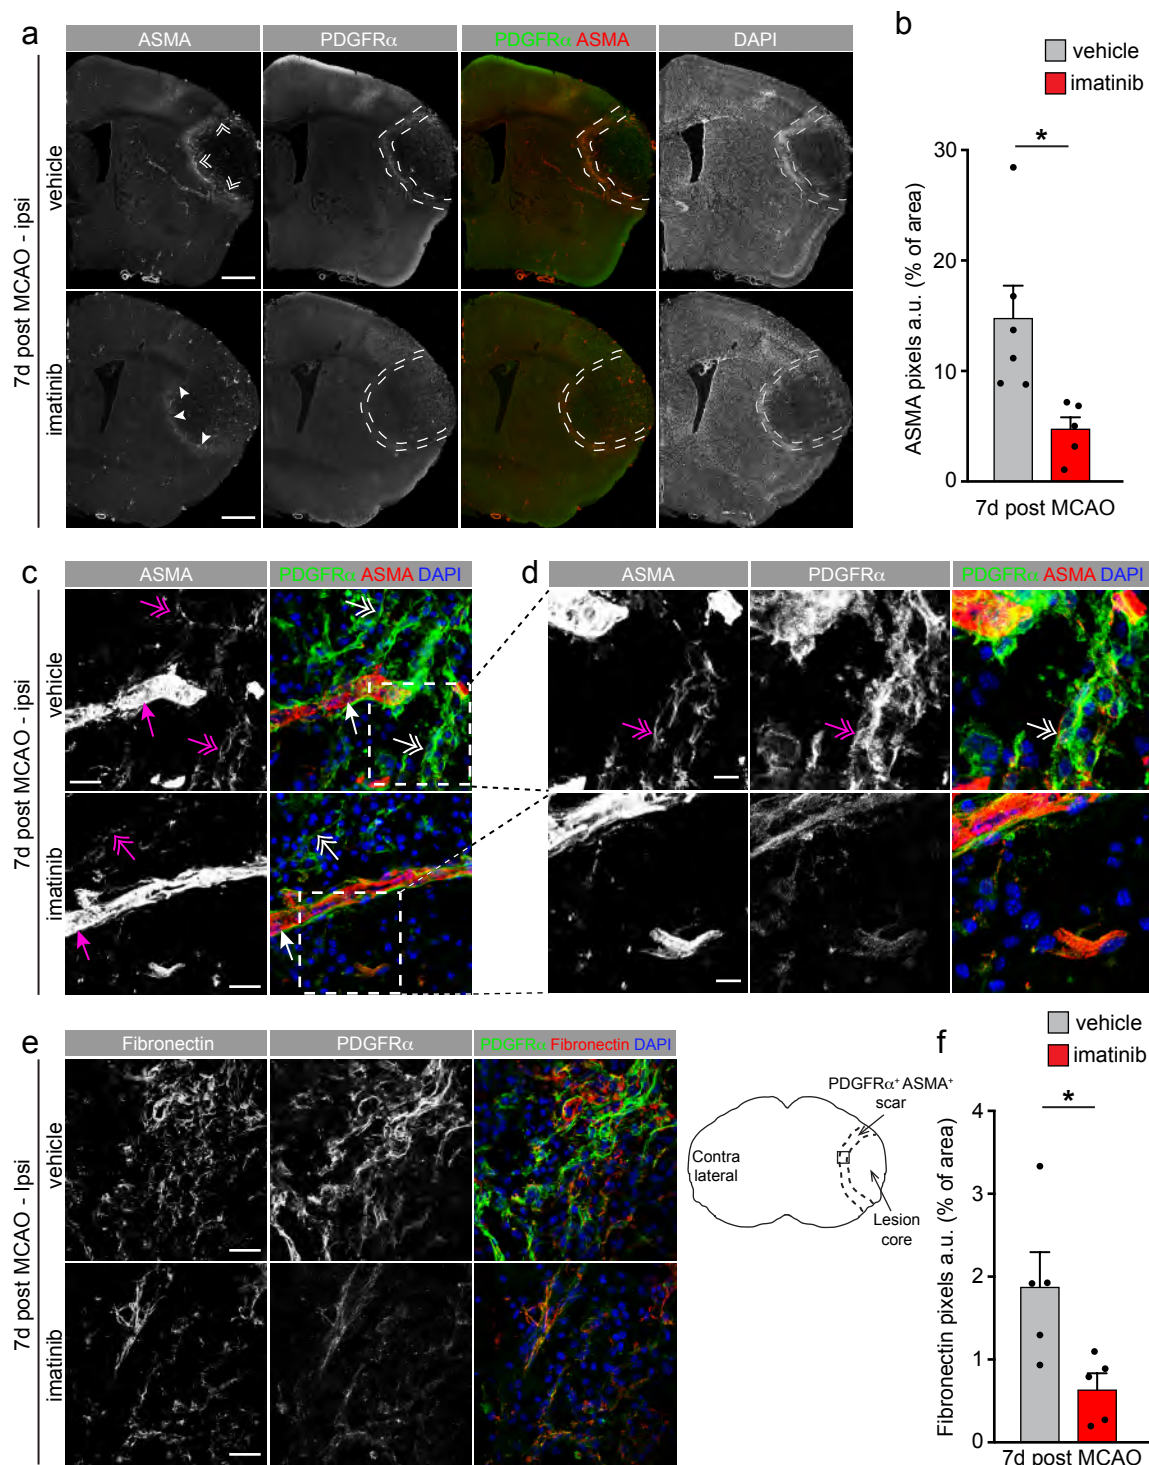 a
ASMA
PDGFRα
PDGFRα ASMA
DAPI
7d post MCAO - ipsi
vehicle
imatinib
b
vehicle
imatinib
ASMA pixels a.u. (% of area)
30
20
10
0
*
7d post MCAO
c
ASMA
PDGFRα ASMA DAPI
7d post MCAO - ipsi
vehicle
imatinib
d
ASMA
PDGFRα
PDGFRα ASMA DAPI
e
Fibronectin
PDGFRα
PDGFRα Fibronectin DAPI
7d post MCAO - Ipsi
vehicle
imatinib
PDGFRα⁺ ASMA⁺
scar
Contra
lateral
Lesion
core
f
vehicle
imatinib
Fibronectin pixels a.u. (% of area)
4
3
2
1
0
*
7d post MCAO